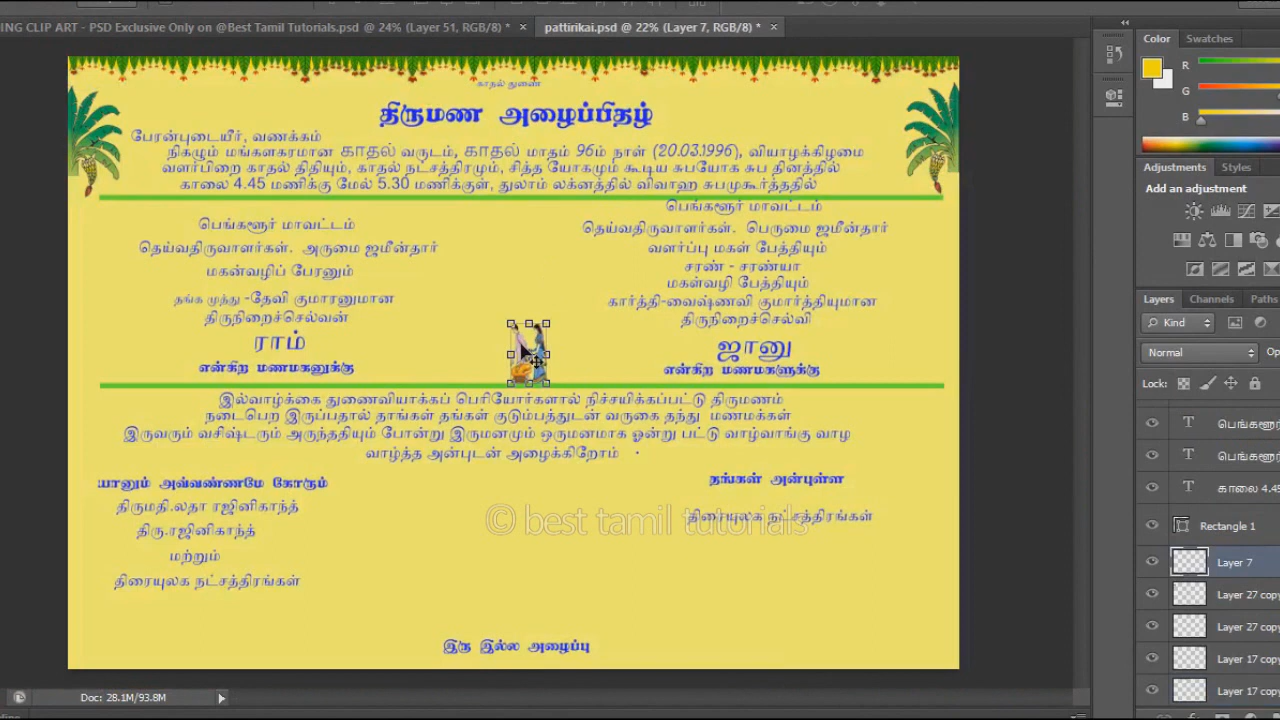 ING CLIP ART - PSD Exclusive Only on @Best Tamil Tutorials.psd @ 24% (Layer 51, RGB/8) *
pattirikai.psd @ 22% (Layer 7, RGB/8) *
காதல் துணை
திருமண அழைப்பிதழ்
பேரன்புடையீர், வணக்கம்
நிகழும் மங்களகரமான காதல் வருடம், காதல் மாதம் 96ம் நாள் (20.03.1996), வியாழக்கிழமை
வளர்பிறை காதல் திதியும், காதல் நட்சத்திரமும், சித்த யோகமும் கூடிய சுபயோக சுப தினத்தில்
காலை 4.45 மணிக்கு மேல் 5.30 மணிக்குள், துலாம் லக்னத்தில் விவாஹ சுபமுகூர்த்ததில்
பெங்களூர் மாவட்டம்
தெய்வதிருவாளர்கள். அருமை ஜமீன்தார்
மகன்வழிப் பேரனும்
தங்க முத்து -தேவி குமாரனுமான
திருநிறைச்செல்வன்
ராம்
என்கிற மணமகனுக்கு
பெங்களூர் மாவட்டம்
தெய்வதிருவாளர்கள். பெருமை ஜமீன்தார்
வளர்ப்பு மகள் பேத்தியும்
சரண் - சரண்யா
மகள்வழி பேத்தியும்
கார்த்தி-வைஷ்ணவி குமார்த்தியுமான
திருநிறைச்செல்வி
ஜானு
என்கிற மணமகளுக்கு
இல்வாழ்கை துணைவியாக்கப் பெரியோர்களால் நிச்சயிக்கப்பட்டு திருமணம்
நடைபெற இருப்பதால் தாங்கள் தங்கள் குடும்பத்துடன் வருகை தந்து மணமக்கள்
இருவரும் வசிஷ்டரும் அருந்ததியும் போன்று இருமனமும் ஒருமனமாக ஓன்று பட்டு வாழ்வாங்கு வாழ
வாழ்த்த அன்புடன் அழைக்கிறோம் .
யானும் அவ்வண்ணமே கோரும்
திருமதி.லதா ரஜினிகாந்த்
திரு.ரஜினிகாந்த்
மற்றும்
திரையுலக நட்சத்திரங்கள்
தங்கள் அன்புள்ள
திரையுலக நட்சத்திரங்கள்
© best tamil tutorials
இரு இல்ல அழைப்பு
Doc: 28.1M/93.8M
Color Swatches
R
G
B
Adjustments Styles
Add an adjustment
Layers Channels Paths
Kind
Normal
Lock:
T பெங்களூர்
T பெங்களூர்
T காலை 4.45
Rectangle 1
Layer 7
Layer 27 copy
Layer 27 copy
Layer 17 copy
Layer 17 copy